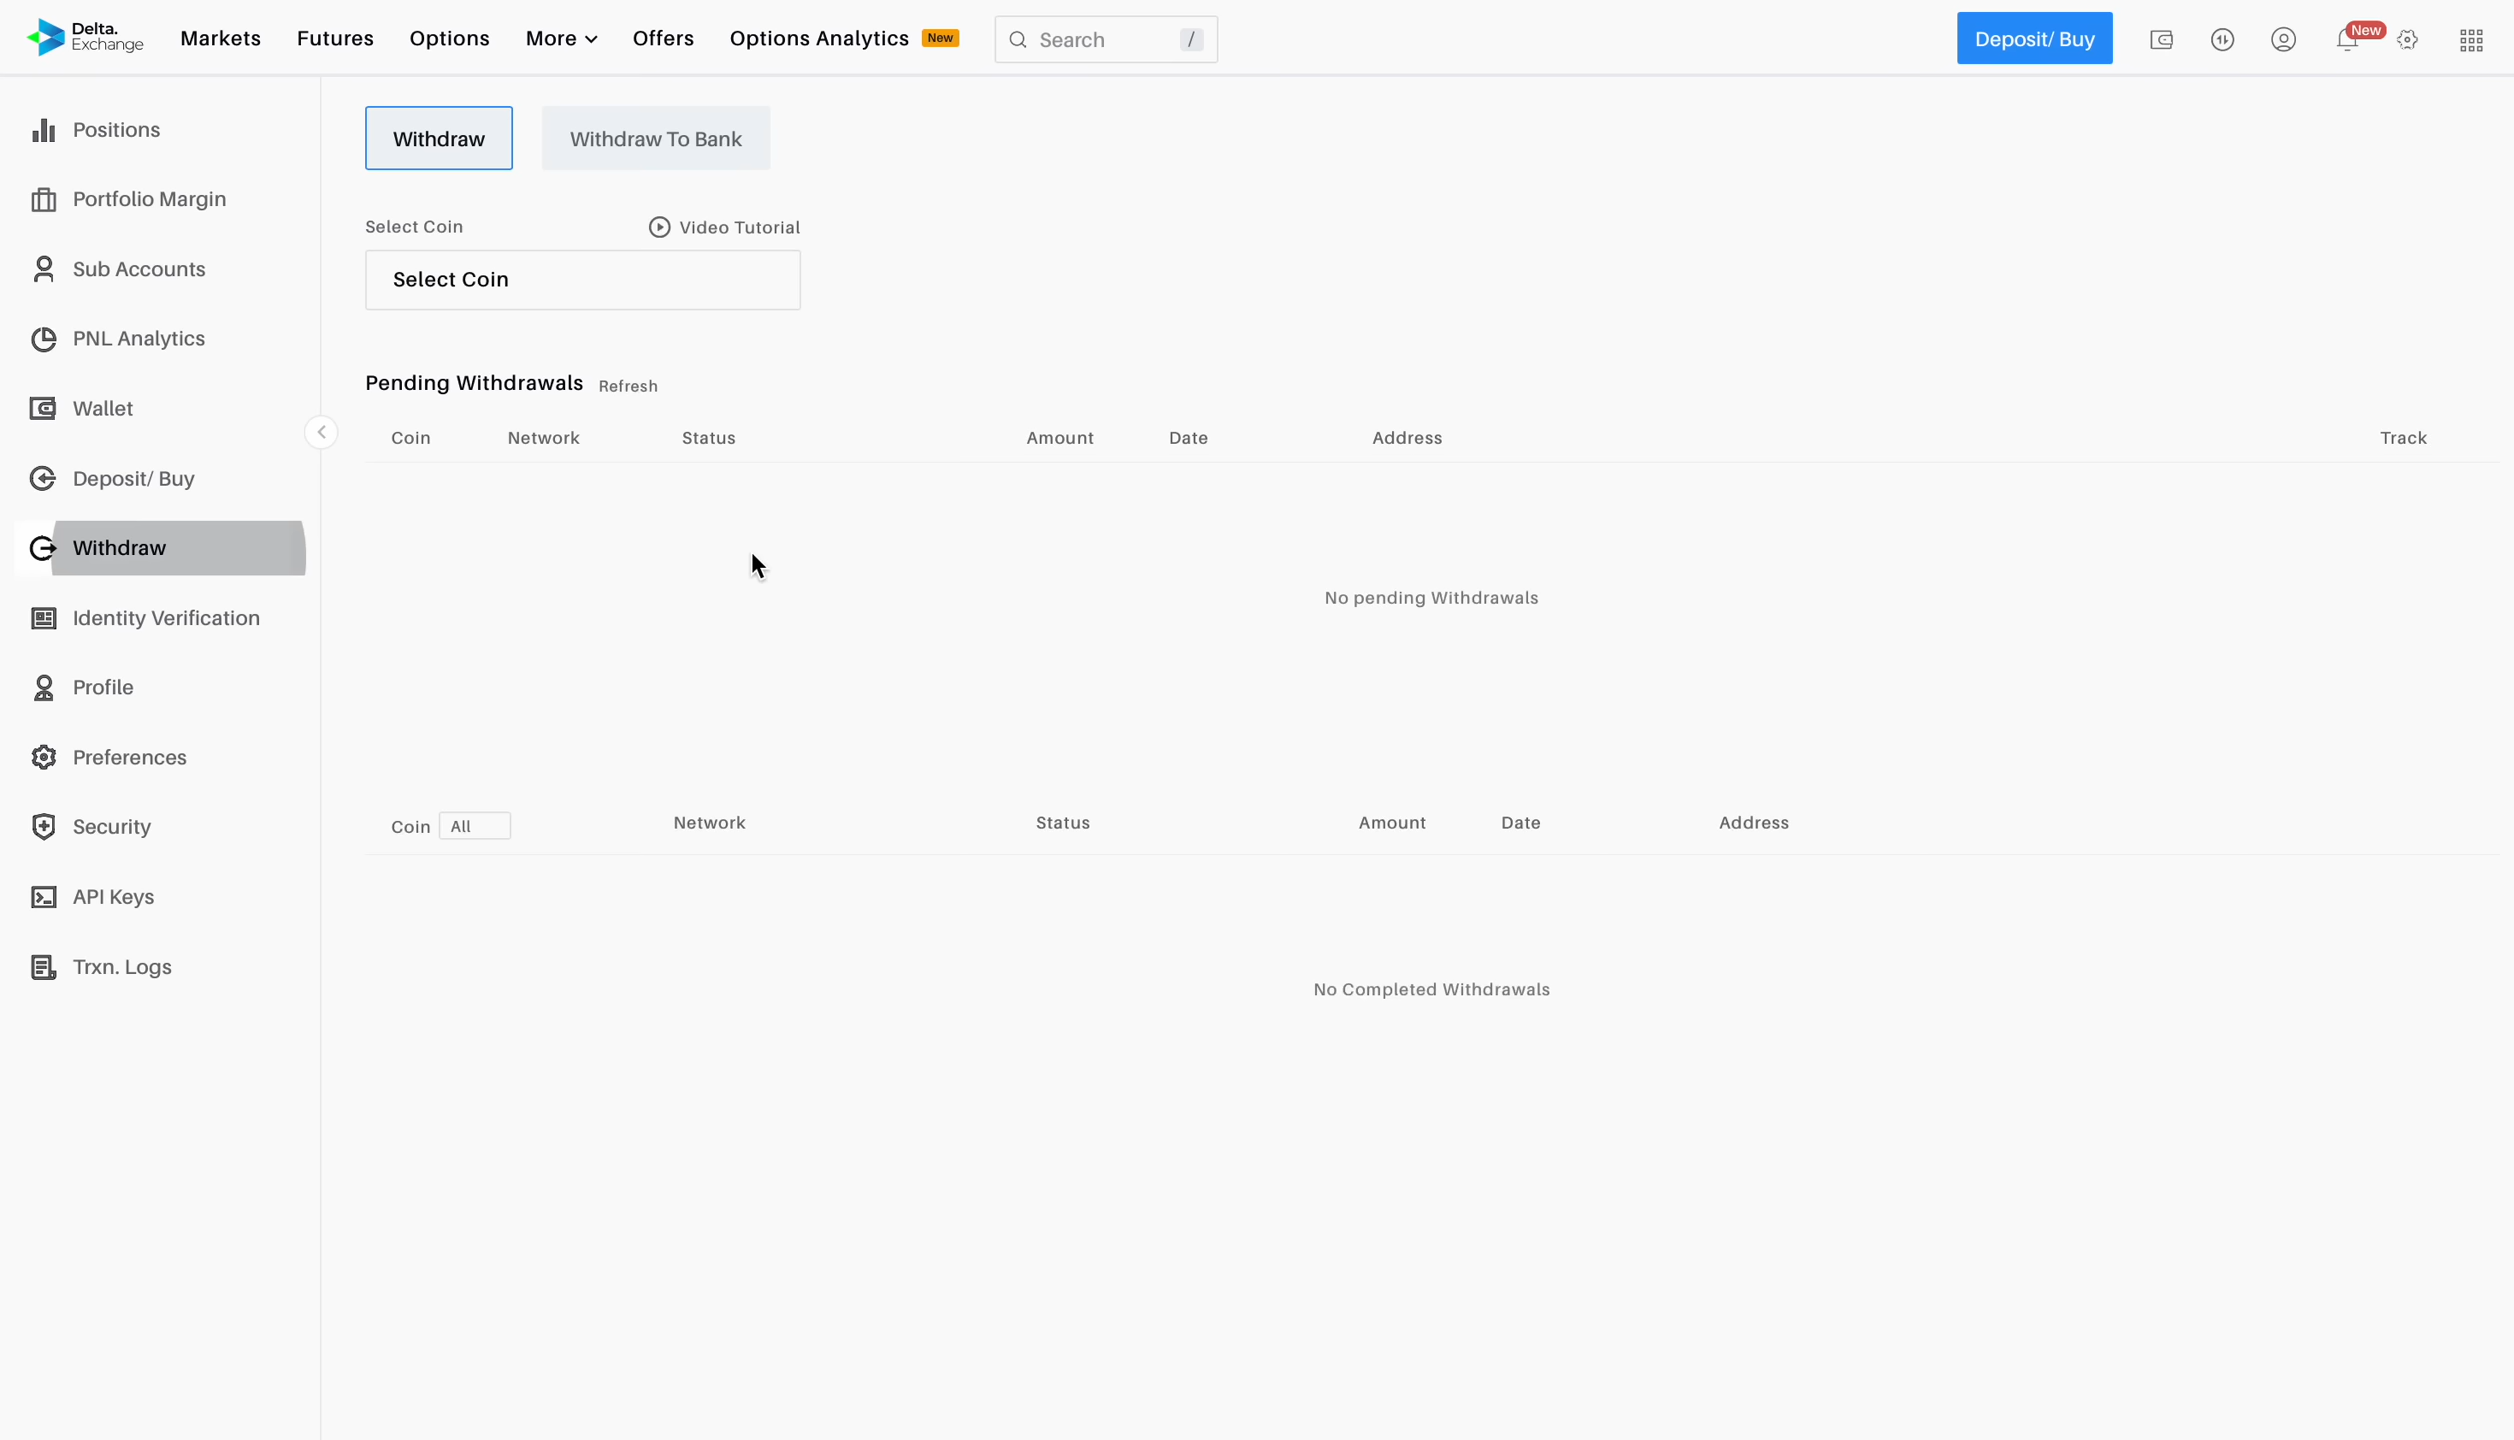 Delta.
Exchange
Markets
Futures
Options
More
Offers
Options Analytics New
Search /
Deposit/ Buy
New
Positions
Portfolio Margin
Sub Accounts
PNL Analytics
Wallet
Deposit/ Buy
Withdraw
Identity Verification
Profile
Preferences
Security
API Keys
Trxn. Logs
Withdraw
Withdraw To Bank
Select Coin
Video Tutorial
Select Coin
Pending Withdrawals Refresh
Coin Network Status Amount Date Address Track
No pending Withdrawals
Coin All Network Status Amount Date Address
No Completed Withdrawals